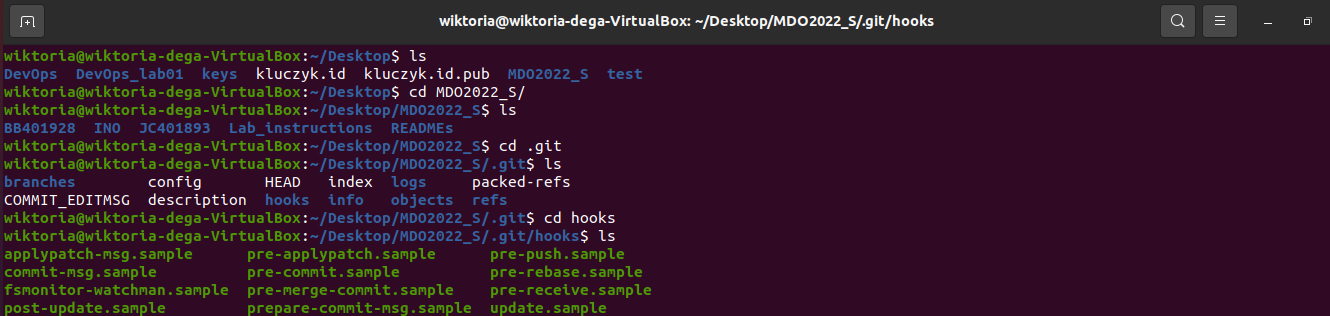 wiktoria@wiktoria-dega-VirtualBox: ~/Desktop/MDO2022_S/.git/hooks
wiktoria@wiktoria-dega-VirtualBox:~/Desktop$ ls
DevOps  DevOps_lab01  keys  kluczyk.id  kluczyk.id.pub  MDO2022_S  test
wiktoria@wiktoria-dega-VirtualBox:~/Desktop$ cd MDO2022_S/
wiktoria@wiktoria-dega-VirtualBox:~/Desktop/MDO2022_S$ ls
BB401928  INO  JC401893  Lab_instructions  READMEs
wiktoria@wiktoria-dega-VirtualBox:~/Desktop/MDO2022_S$ cd .git
wiktoria@wiktoria-dega-VirtualBox:~/Desktop/MDO2022_S/.git$ ls
branches        config       HEAD   index  logs     packed-refs
COMMIT_EDITMSG  description  hooks  info   objects  refs
wiktoria@wiktoria-dega-VirtualBox:~/Desktop/MDO2022_S/.git$ cd hooks
wiktoria@wiktoria-dega-VirtualBox:~/Desktop/MDO2022_S/.git/hooks$ ls
applypatch-msg.sample      pre-applypatch.sample      pre-push.sample
commit-msg.sample          pre-commit.sample          pre-rebase.sample
fsmonitor-watchman.sample  pre-merge-commit.sample    pre-receive.sample
post-update.sample         prepare-commit-msg.sample  update.sample